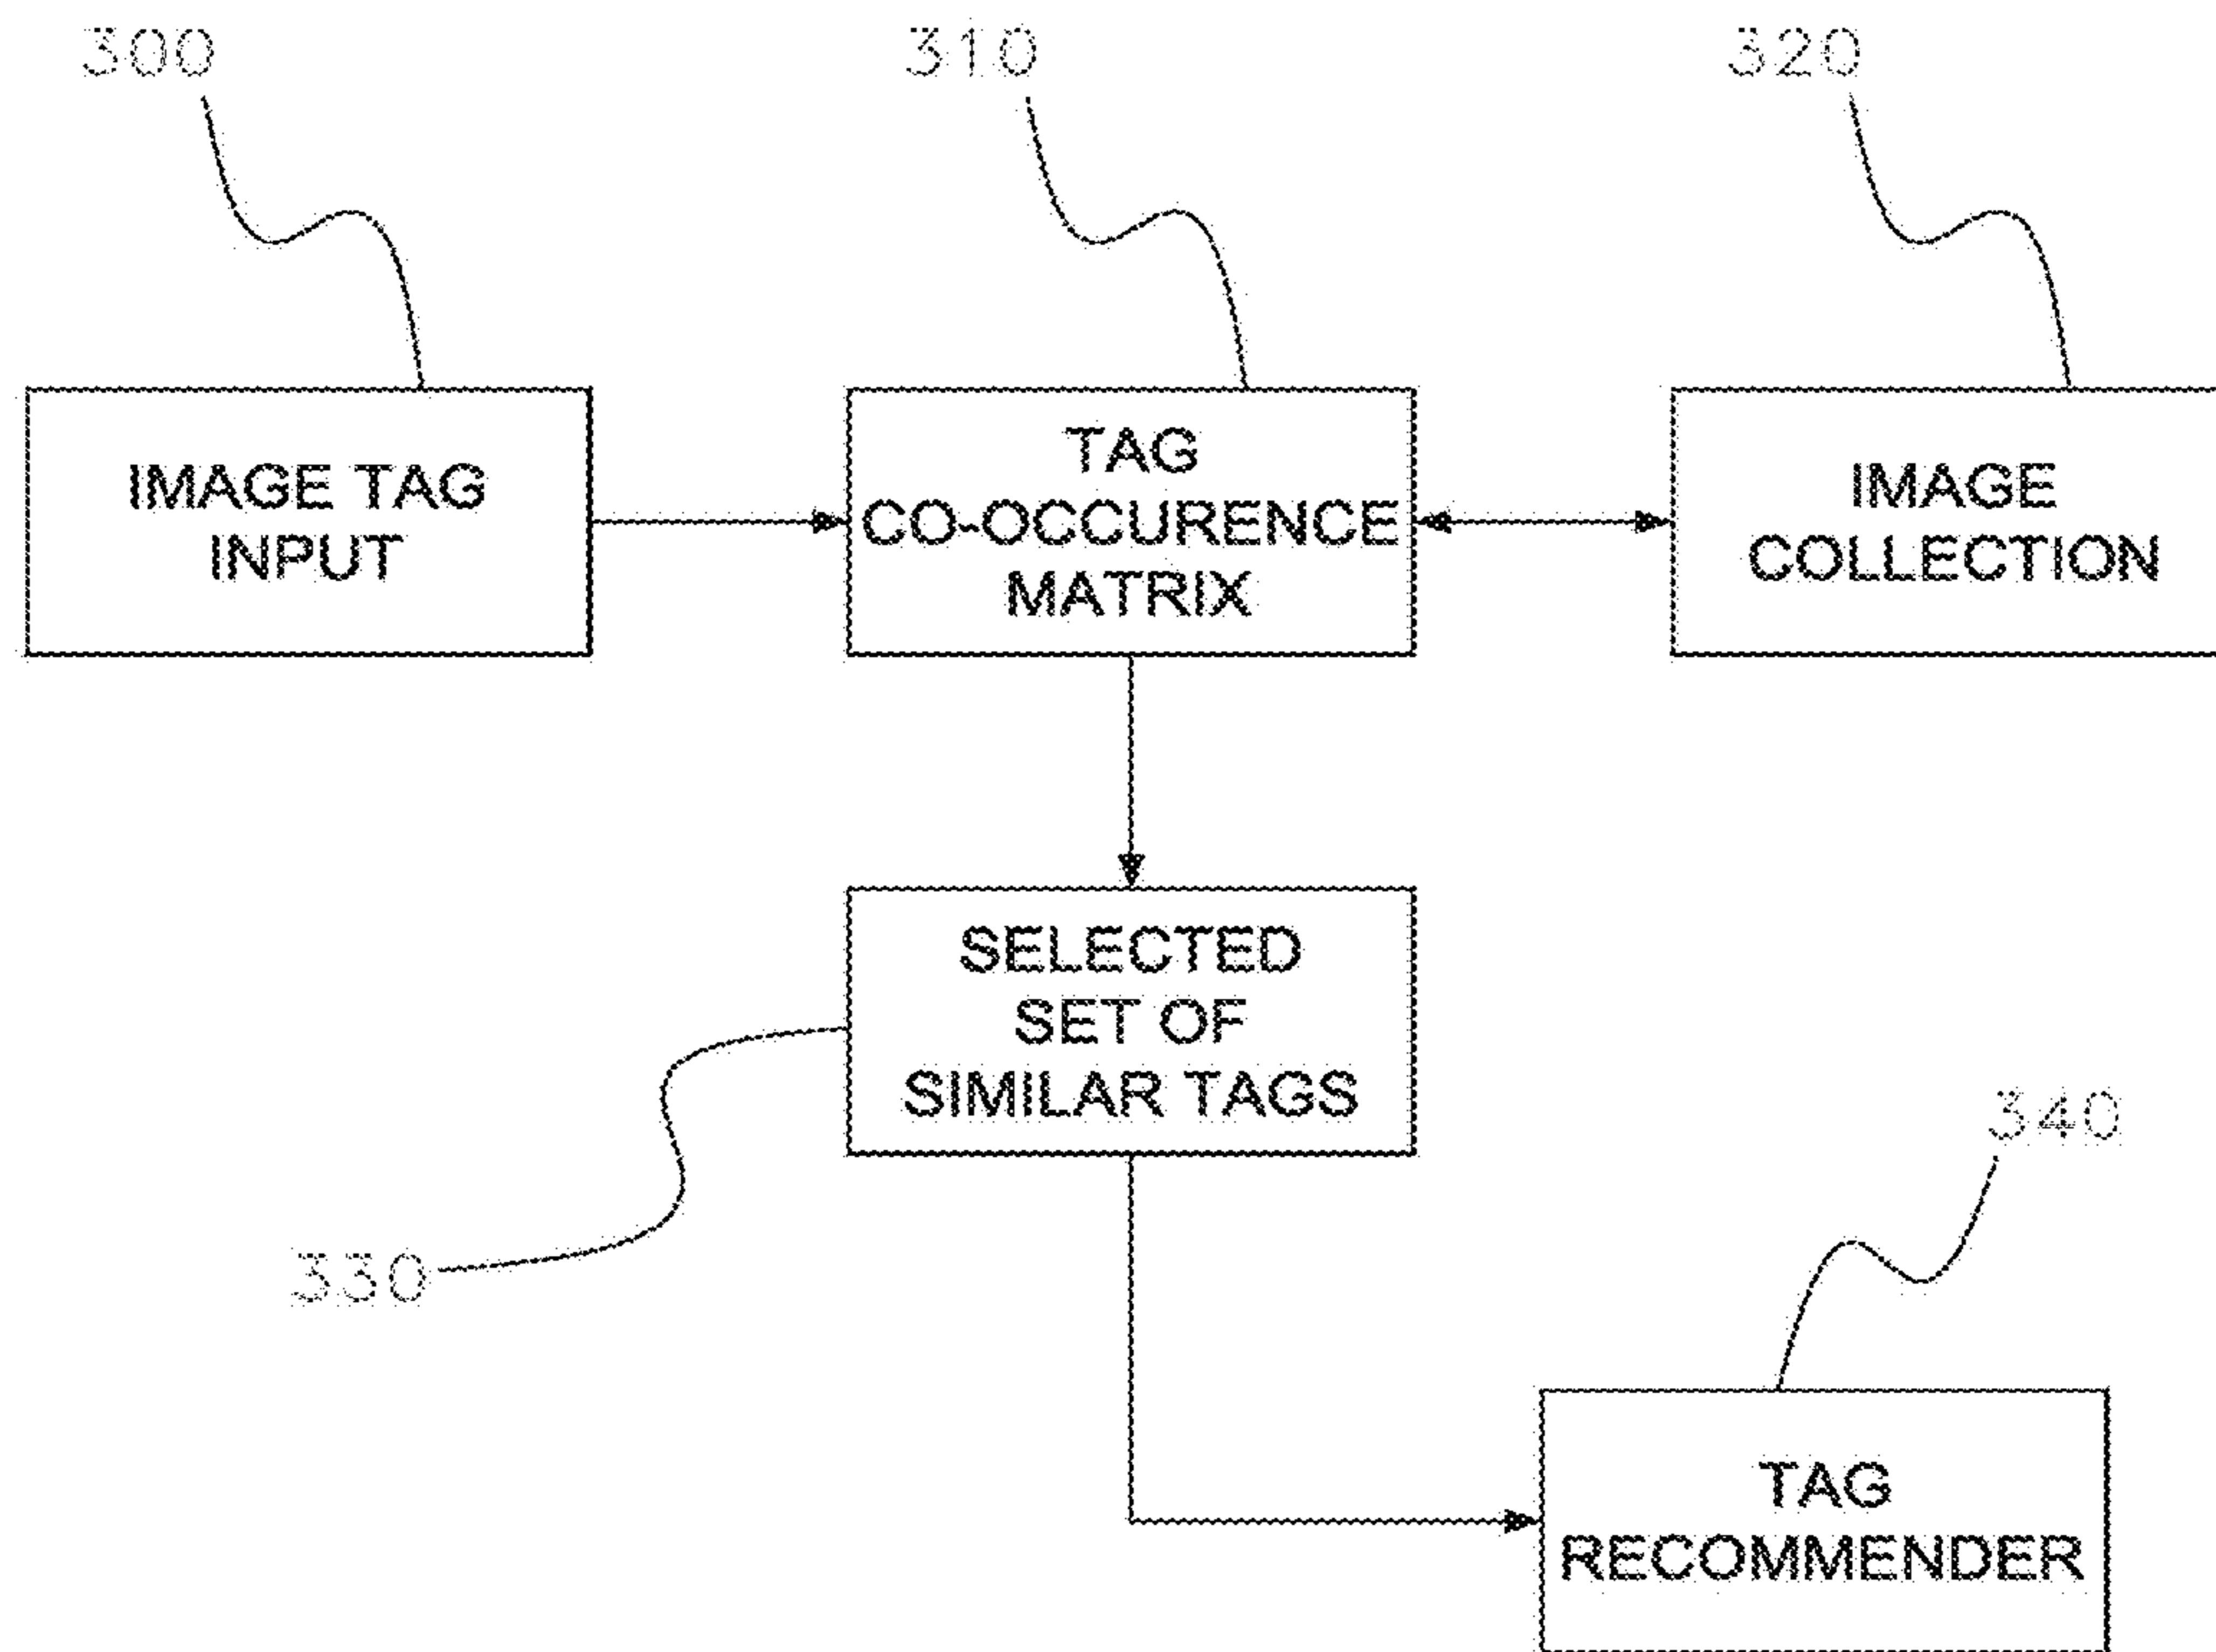 300
310
320
IMAGE TAG
INPUT
TAG
CO-OCCURENCE
MATRIX
IMAGE
COLLECTION
SELECTED
SET OF
SIMILAR TAGS
330
340
TAG
RECOMMENDER